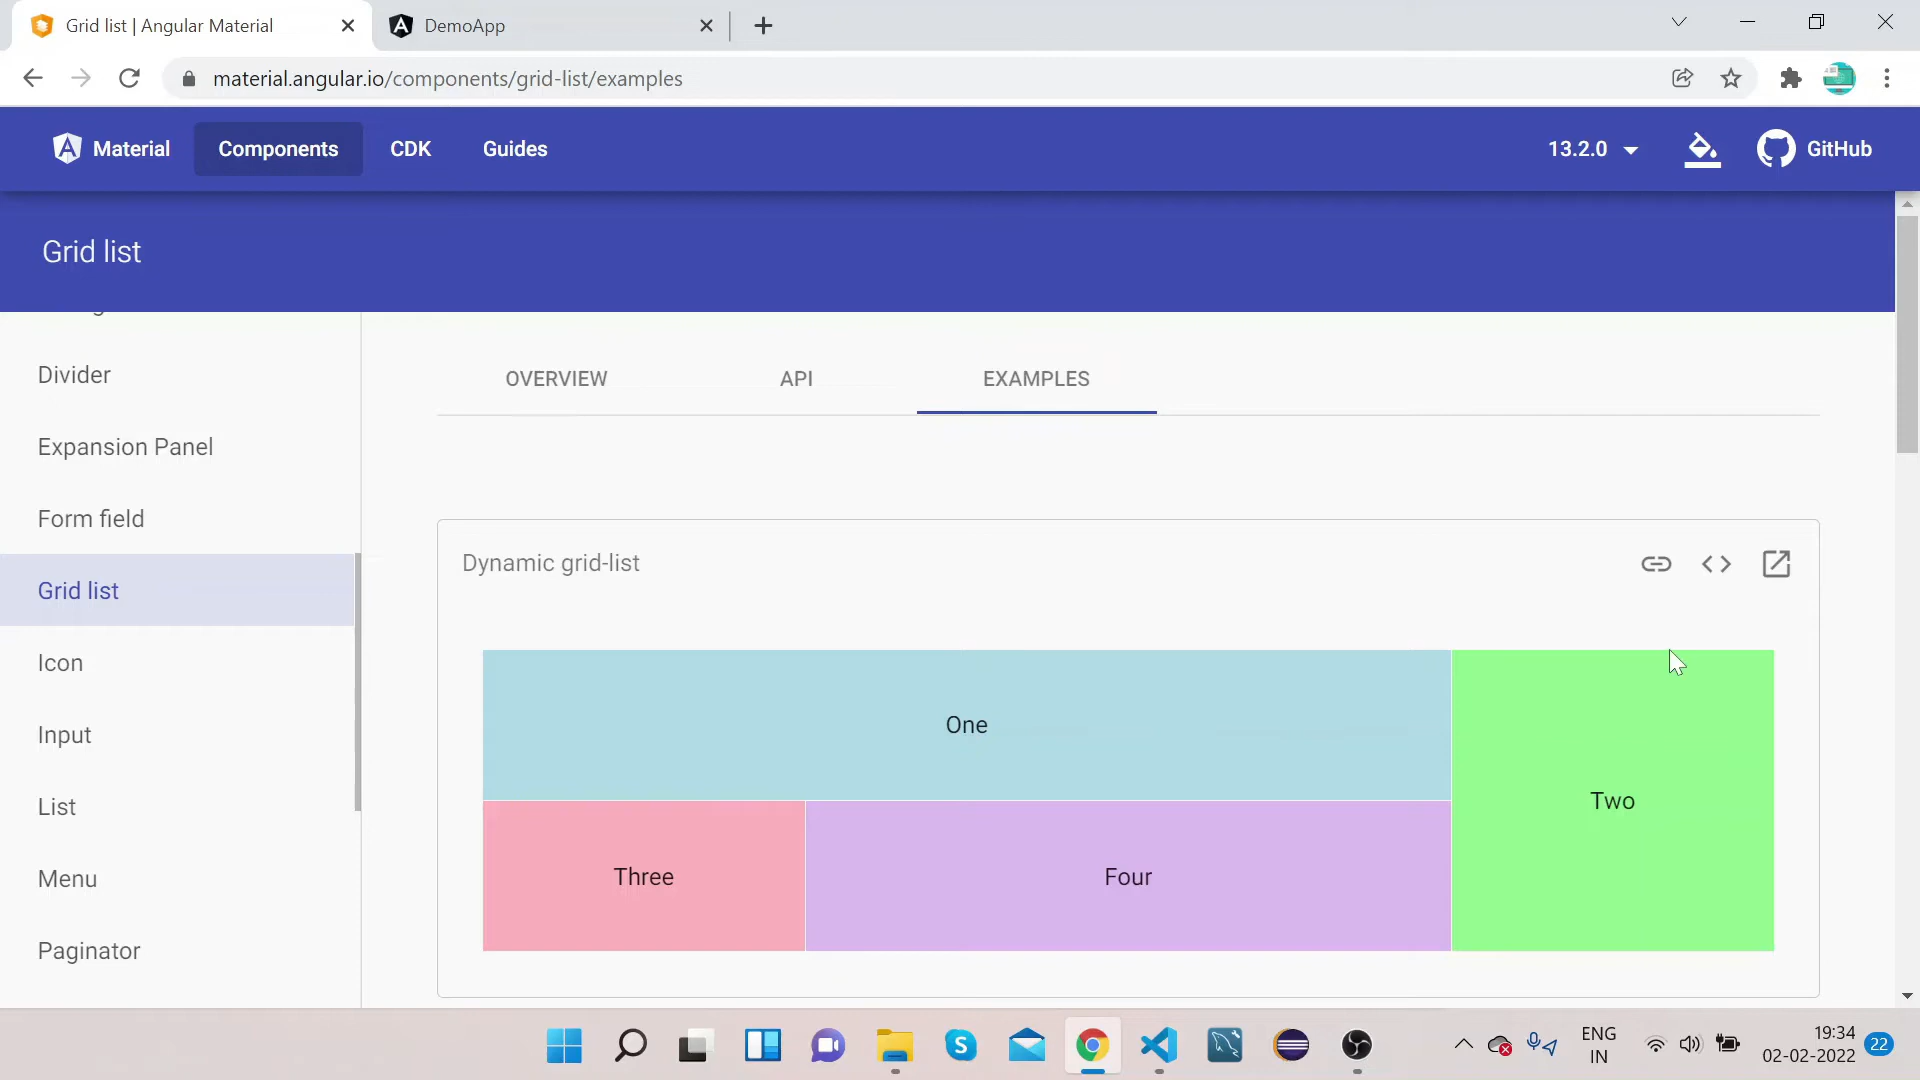 Grid list | Angular Material
DemoApp
material.angular.io/components/grid-list/examples
Material
Components
CDK
Guides
13.2.0
GitHub
Grid list
Divider
Expansion Panel
Form field
Grid list
Icon
Input
List
Menu
Paginator
OVERVIEW
API
EXAMPLES
Dynamic grid-list
One
Two
Three
Four
ENG
IN
19:34
02-02-2022
22